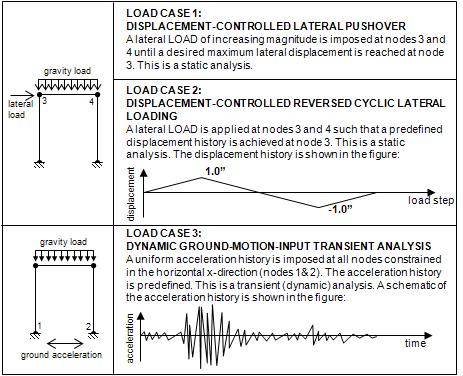 gravity load
lateral
load
3
4
LOAD CASE 1:
DISPLACEMENT-CONTROLLED LATERAL PUSHOVER
A lateral LOAD of increasing magnitude is imposed at nodes 3 and
4 until a desired maximum lateral displacement is reached at node
3. This is a static analysis.
LOAD CASE 2:
DISPLACEMENT-CONTROLLED REVERSED CYCLIC LATERAL
LOADING
A lateral LOAD is applied at nodes 3 and 4 such that a predefined
displacement history is achieved at node 3. This is a static
analysis. The displacement history is shown in the figure:
displacement
1.0"
-1.0"
load step
gravity load
1
2
ground acceleration
LOAD CASE 3:
DYNAMIC GROUND-MOTION-INPUT TRANSIENT ANALYSIS
A uniform acceleration history is imposed at all nodes constrained
in the horizontal x-direction (nodes 1&2). The acceleration history
is predefined. This is a transient (dynamic) analysis. A schematic of
the acceleration history is shown in the figure:
acceleration
time